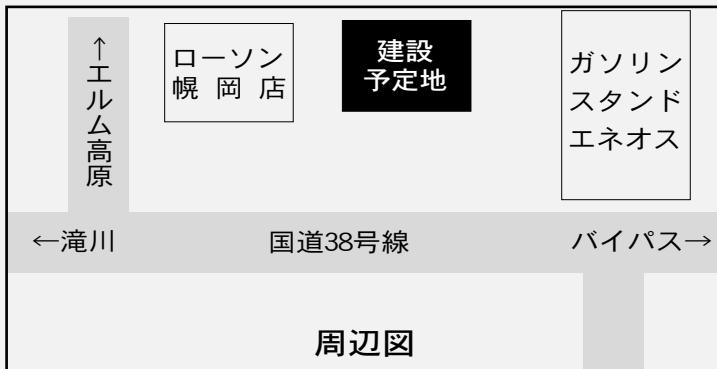 ↑エルム高原
ローソン
幌岡店
建設
予定地
ガソリン
スタンド
エネオス
←滝川
国道38号線
バイパス→
周辺図